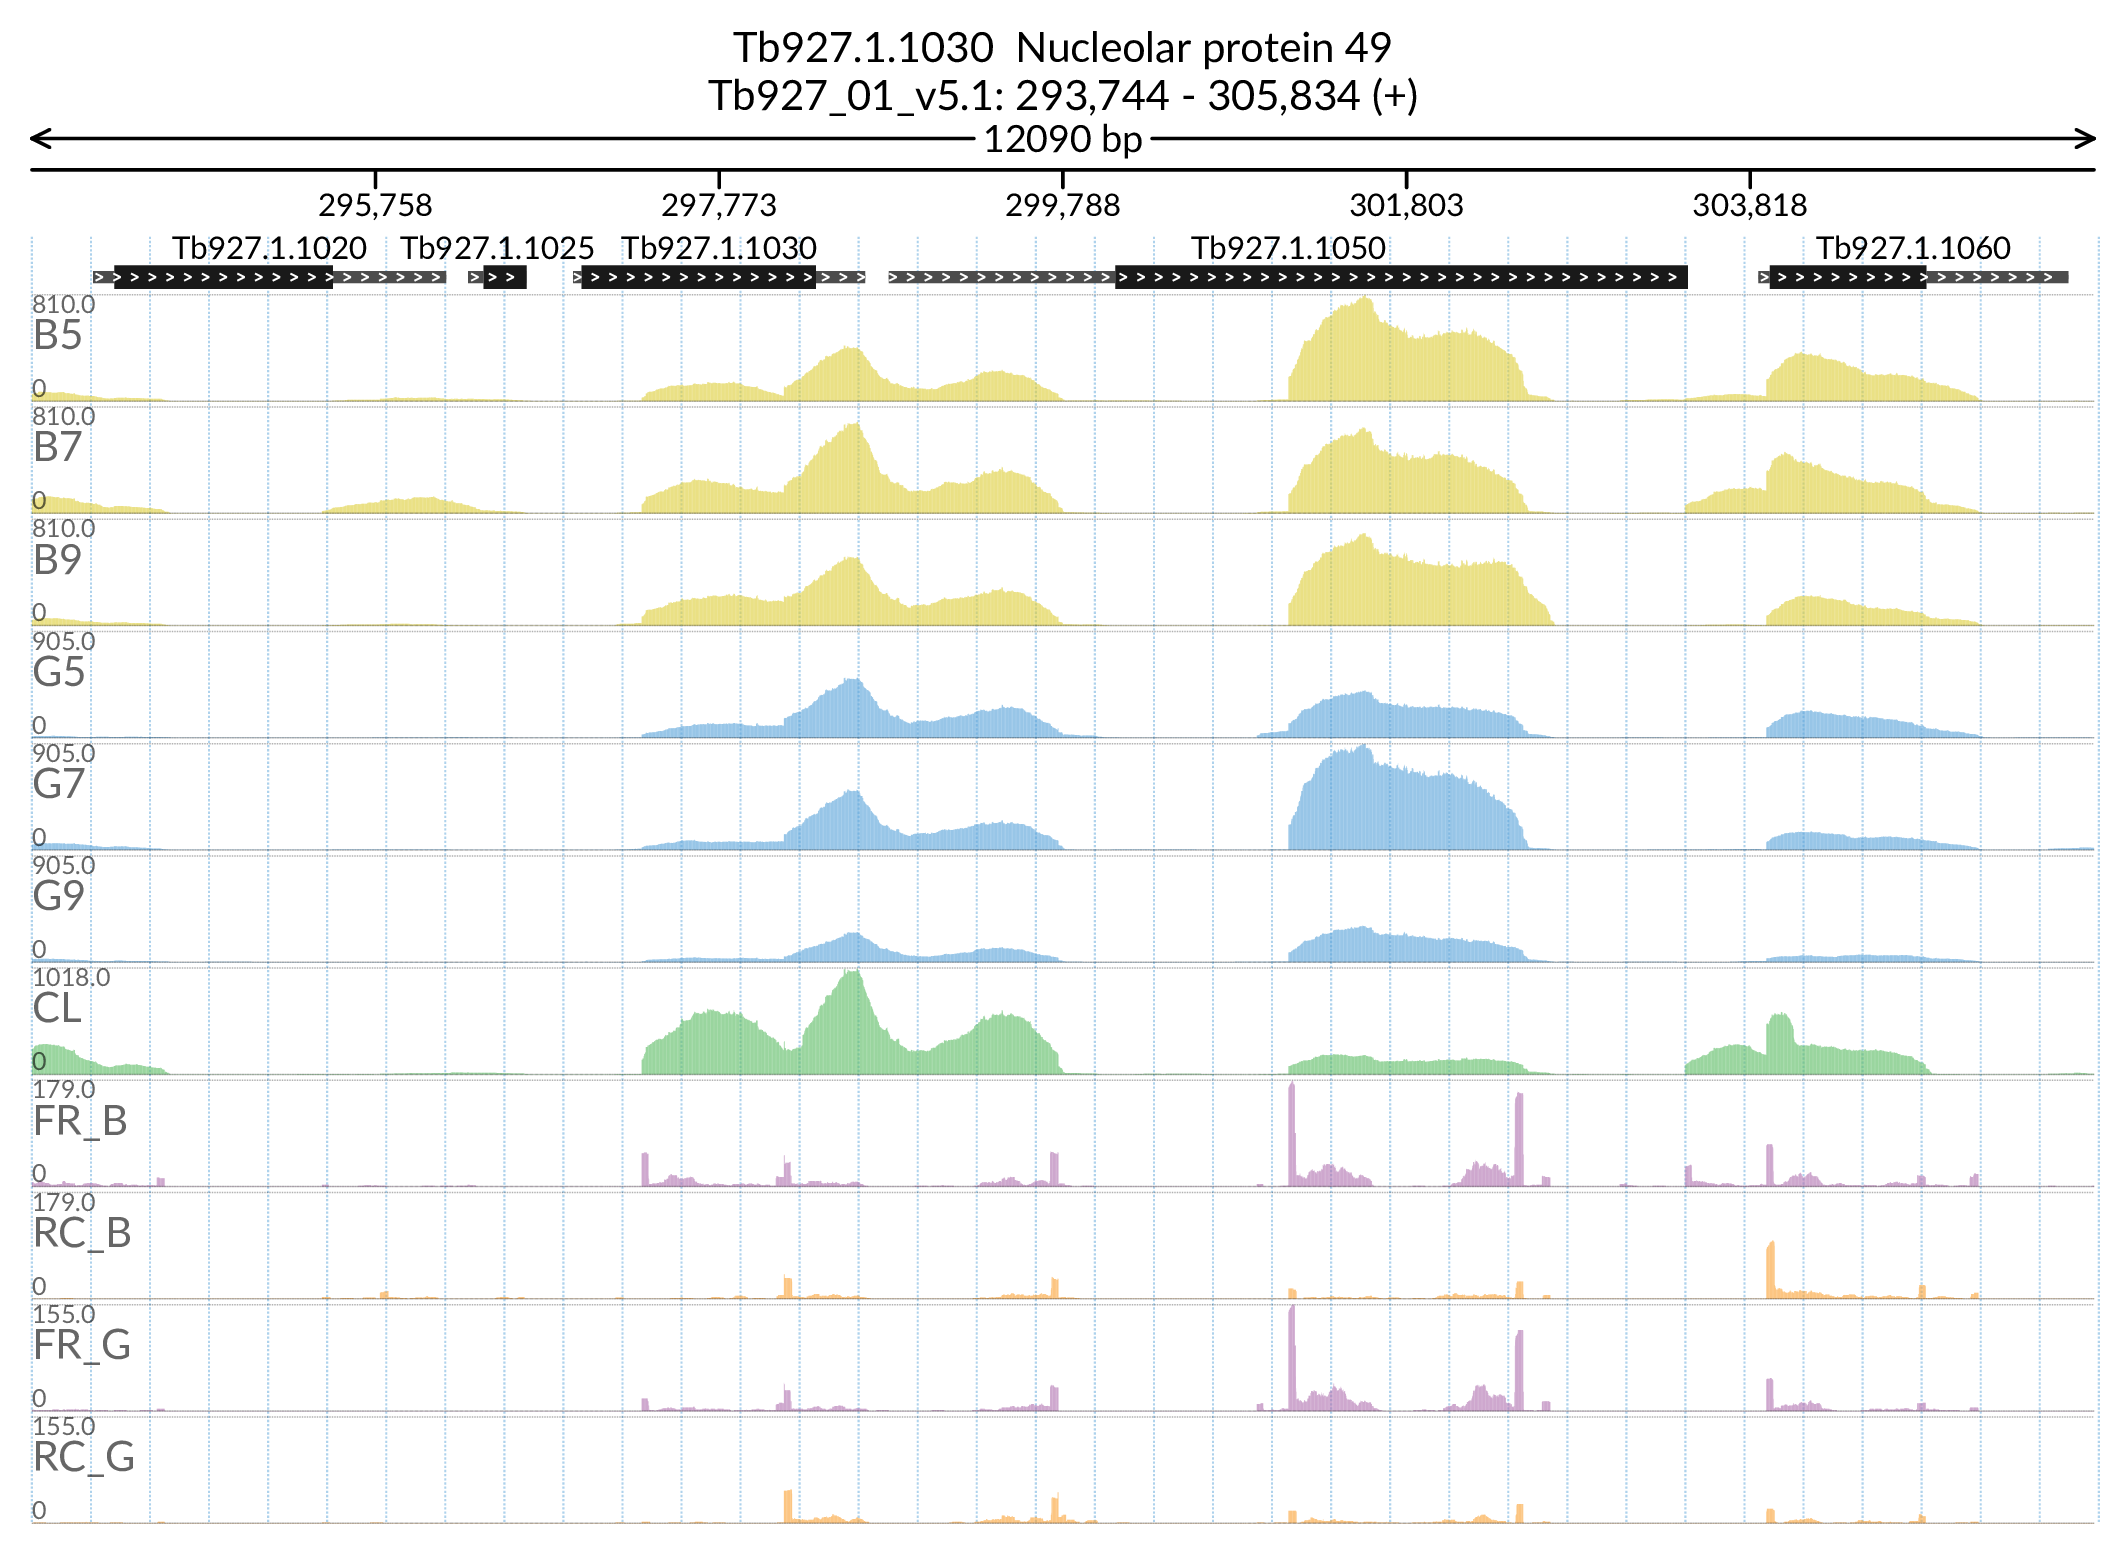 Tb927.1.1030  Nucleolar protein 49
Tb927_01_v5.1: 293,744 - 305,834 (+)
12090 bp
295,758 297,773 299,788 301,803 303,818
Tb927.1.1020 Tb927.1.1025 Tb927.1.1030 Tb927.1.1050 Tb927.1.1060
810.0
B5
0
810.0
B7
0
810.0
B9
0
905.0
G5
0
905.0
G7
0
905.0
G9
0
1018.0
CL
0
179.0
FR_B
0
179.0
RC_B
0
155.0
FR_G
0
155.0
RC_G
0